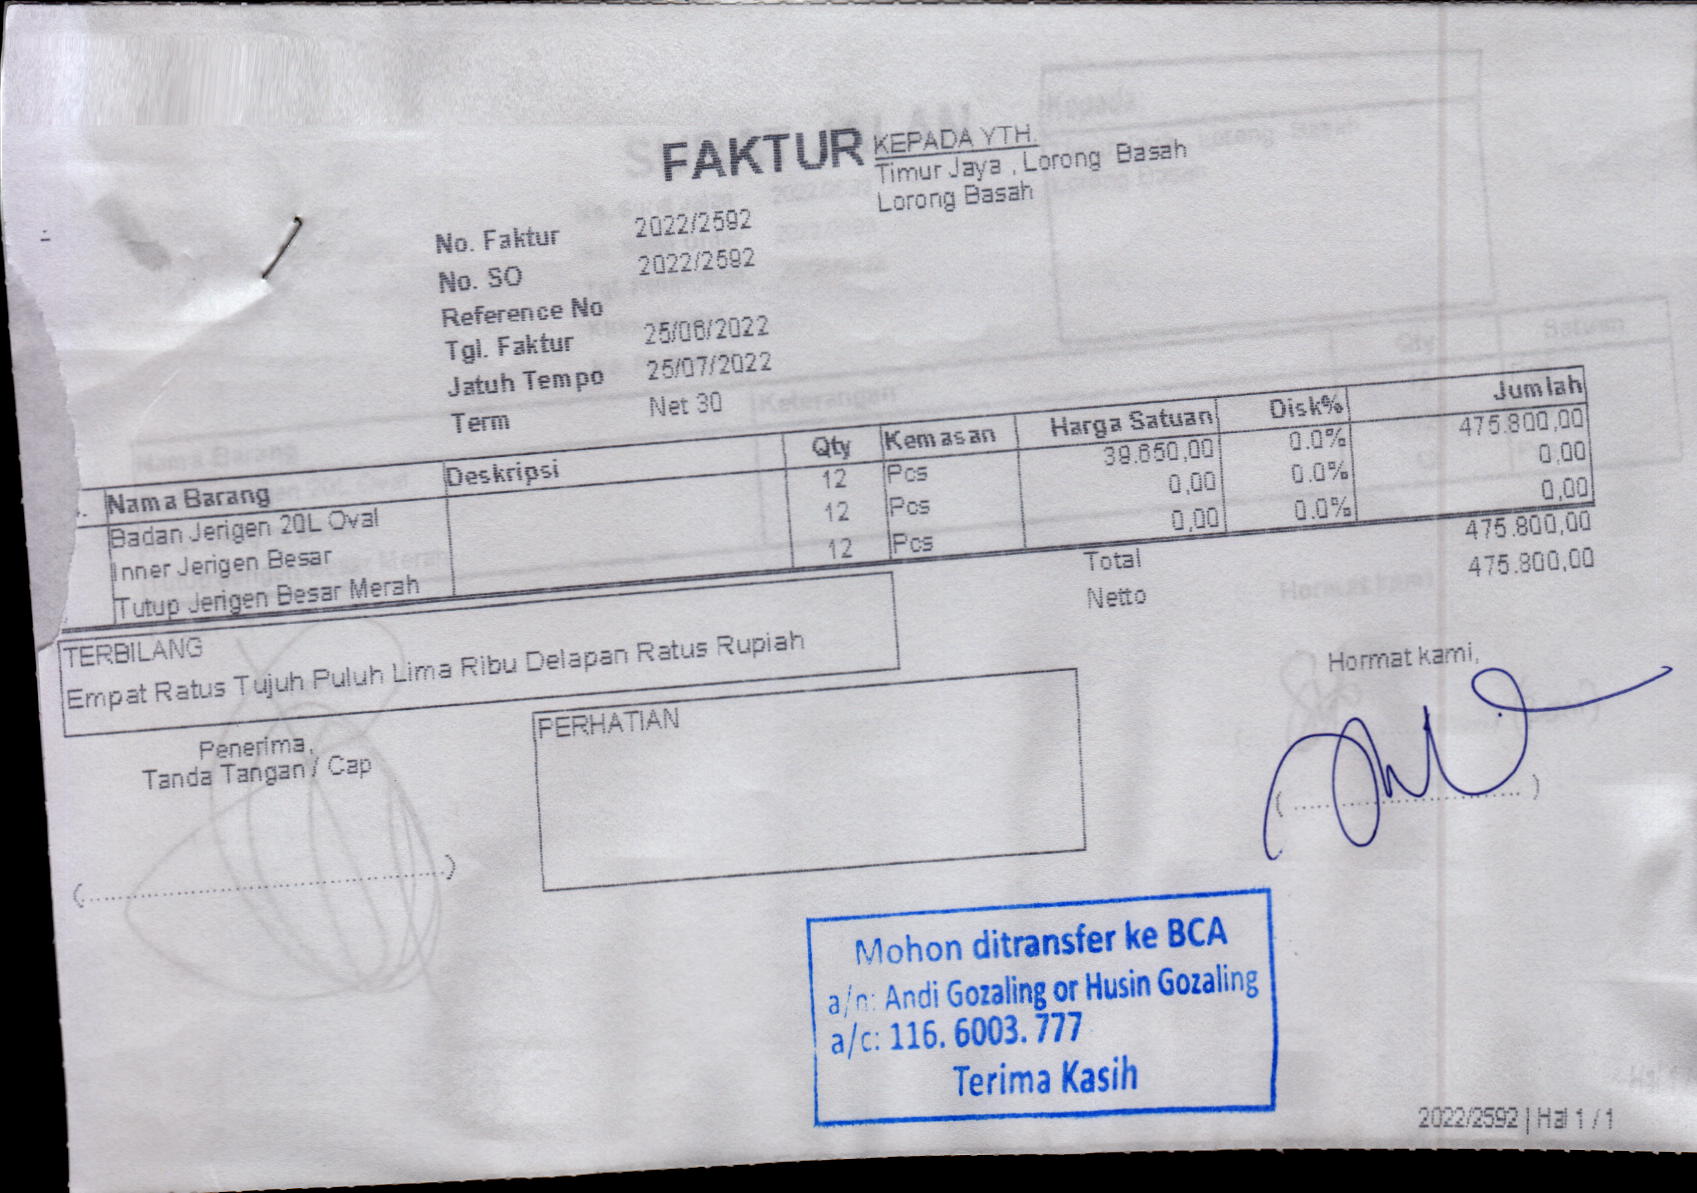 FAKTUR
KEPADA YTH.
Timur Jaya , Lorong Basah
Lorong Basah
No. Faktur 2022/2592
No. SO 2022/2592
Reference No
Tgl. Faktur 25/06/2022
Jatuh Tempo 25/07/2022
Term Net 30
Nama Barang Deskripsi Qty Kemasan Harga Satuan Disk% Jumlah
Badan Jerigen 20L Oval 12 Pcs 39.650,00 0.0% 475.800,00
Inner Jerigen Besar 12 Pcs 0,00 0.0% 0,00
Tutup Jerigen Besar Merah 12 Pcs 0,00 0.0% 0,00
Total 475.800,00
Netto 475.800,00
TERBILANG
Empat Ratus Tujuh Puluh Lima Ribu Delapan Ratus Rupiah
Penerima,
Tanda Tangan / Cap
PERHATIAN
Hormat kami,
Mohon ditransfer ke BCA
a/n: Andi Gozaling or Husin Gozaling
a/c: 116. 6003. 777
Terima Kasih
2022/2592 | Hal 1 / 1